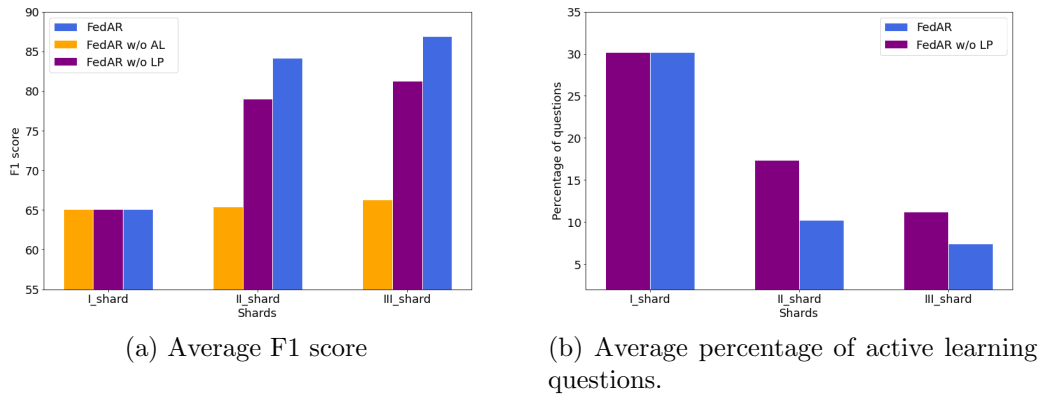 90
85
80
75
70
65
60
55
F1 score
FedAR
FedAR w/o AL
FedAR w/o LP
I_shard
II_shard
III_shard
Shards
(a) Average F1 score
35
30
25
20
15
10
5
Percentage of questions
FedAR
FedAR w/o LP
I_shard
II_shard
III_shard
Shards
(b) Average percentage of active learning
questions.